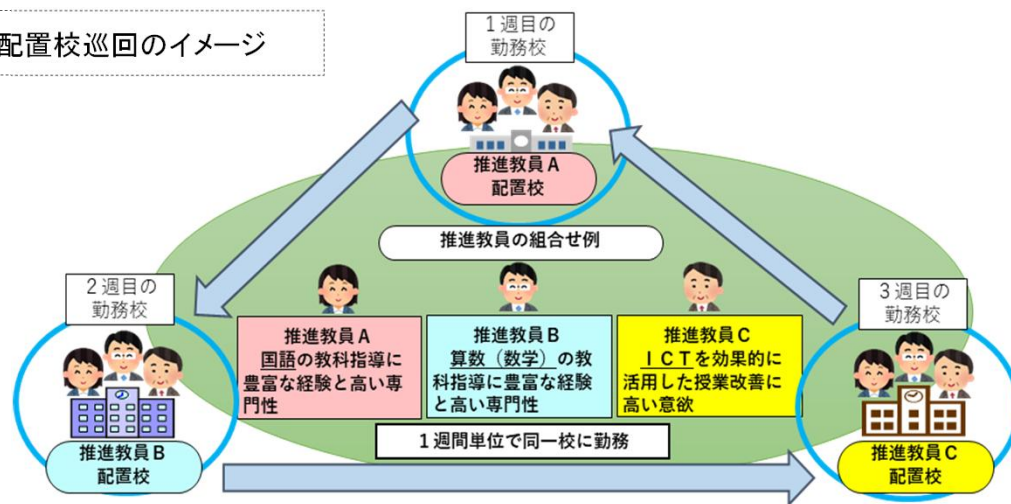 配置校巡回のイメージ
1週目の
勤務校
推進教員A
配置校
推進教員の組合せ例
2週目の
勤務校
3週目の
勤務校
推進教員A
国語の教科指導に
豊富な経験と高い専
門性
推進教員B
算数(数学)の教
科指導に豊富な経験
と高い専門性
推進教員C
ICTを効果的に
活用した授業改善に
高い意欲
1週間単位で同一校に勤務
推進教員B
配置校
推進教員C
配置校